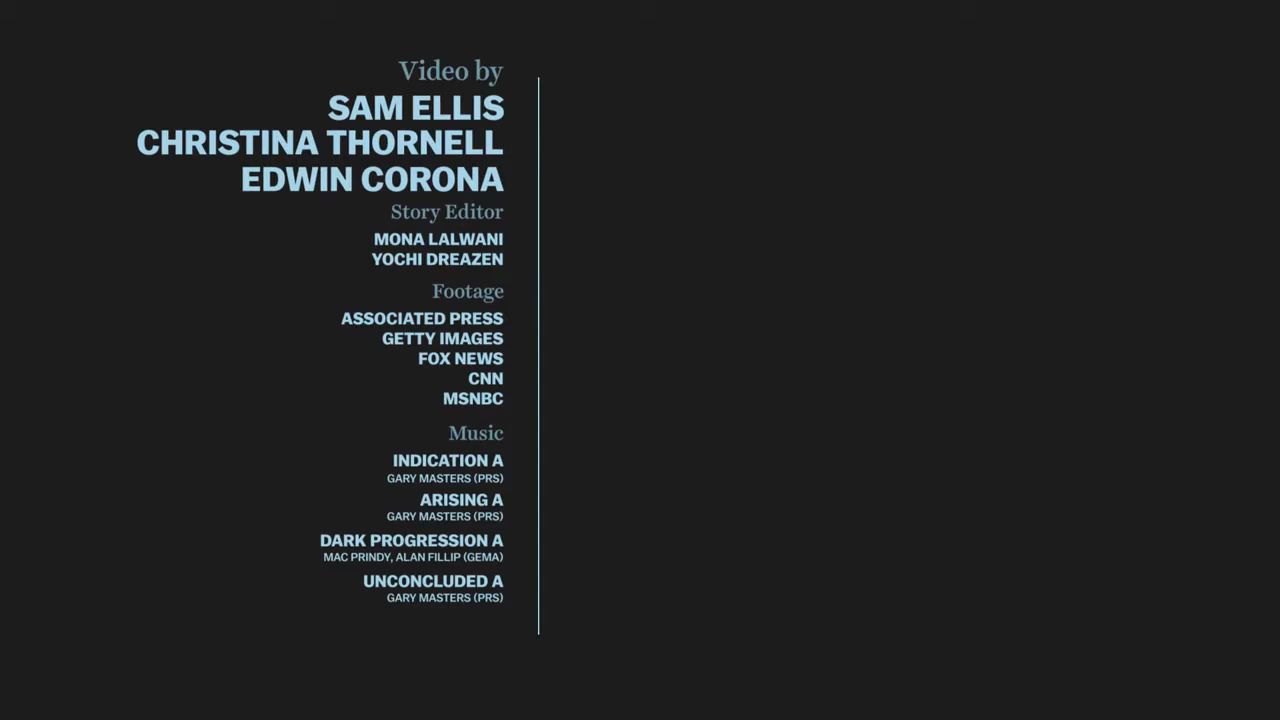 Video by
SAM ELLIS
CHRISTINA THORNELL
EDWIN CORONA
Story Editor
MONA LALWANI
YOCHI DREAZEN
Footage
ASSOCIATED PRESS
GETTY IMAGES
FOX NEWS
CNN
MSNBC
Music
INDICATION A
GARY MASTERS (PRS)
ARISING A
GARY MASTERS (PRS)
DARK PROGRESSION A
MAC PRINDY, ALAN FILLIP (GEMA)
UNCONCLUDED A
GARY MASTERS (PRS)